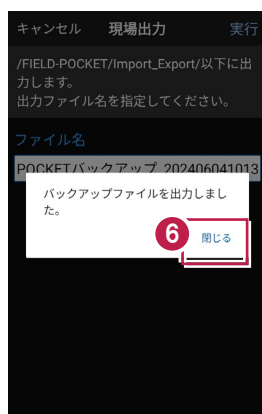 キャンセル 現場出力 実行
/FIELD-POCKET/Import_Export/以下に出
力します。
出力ファイル名を指定してください。
ファイル名
POCKETバックアップ_202406041013
バックアップファイルを出力しまし
た。
6 閉じる